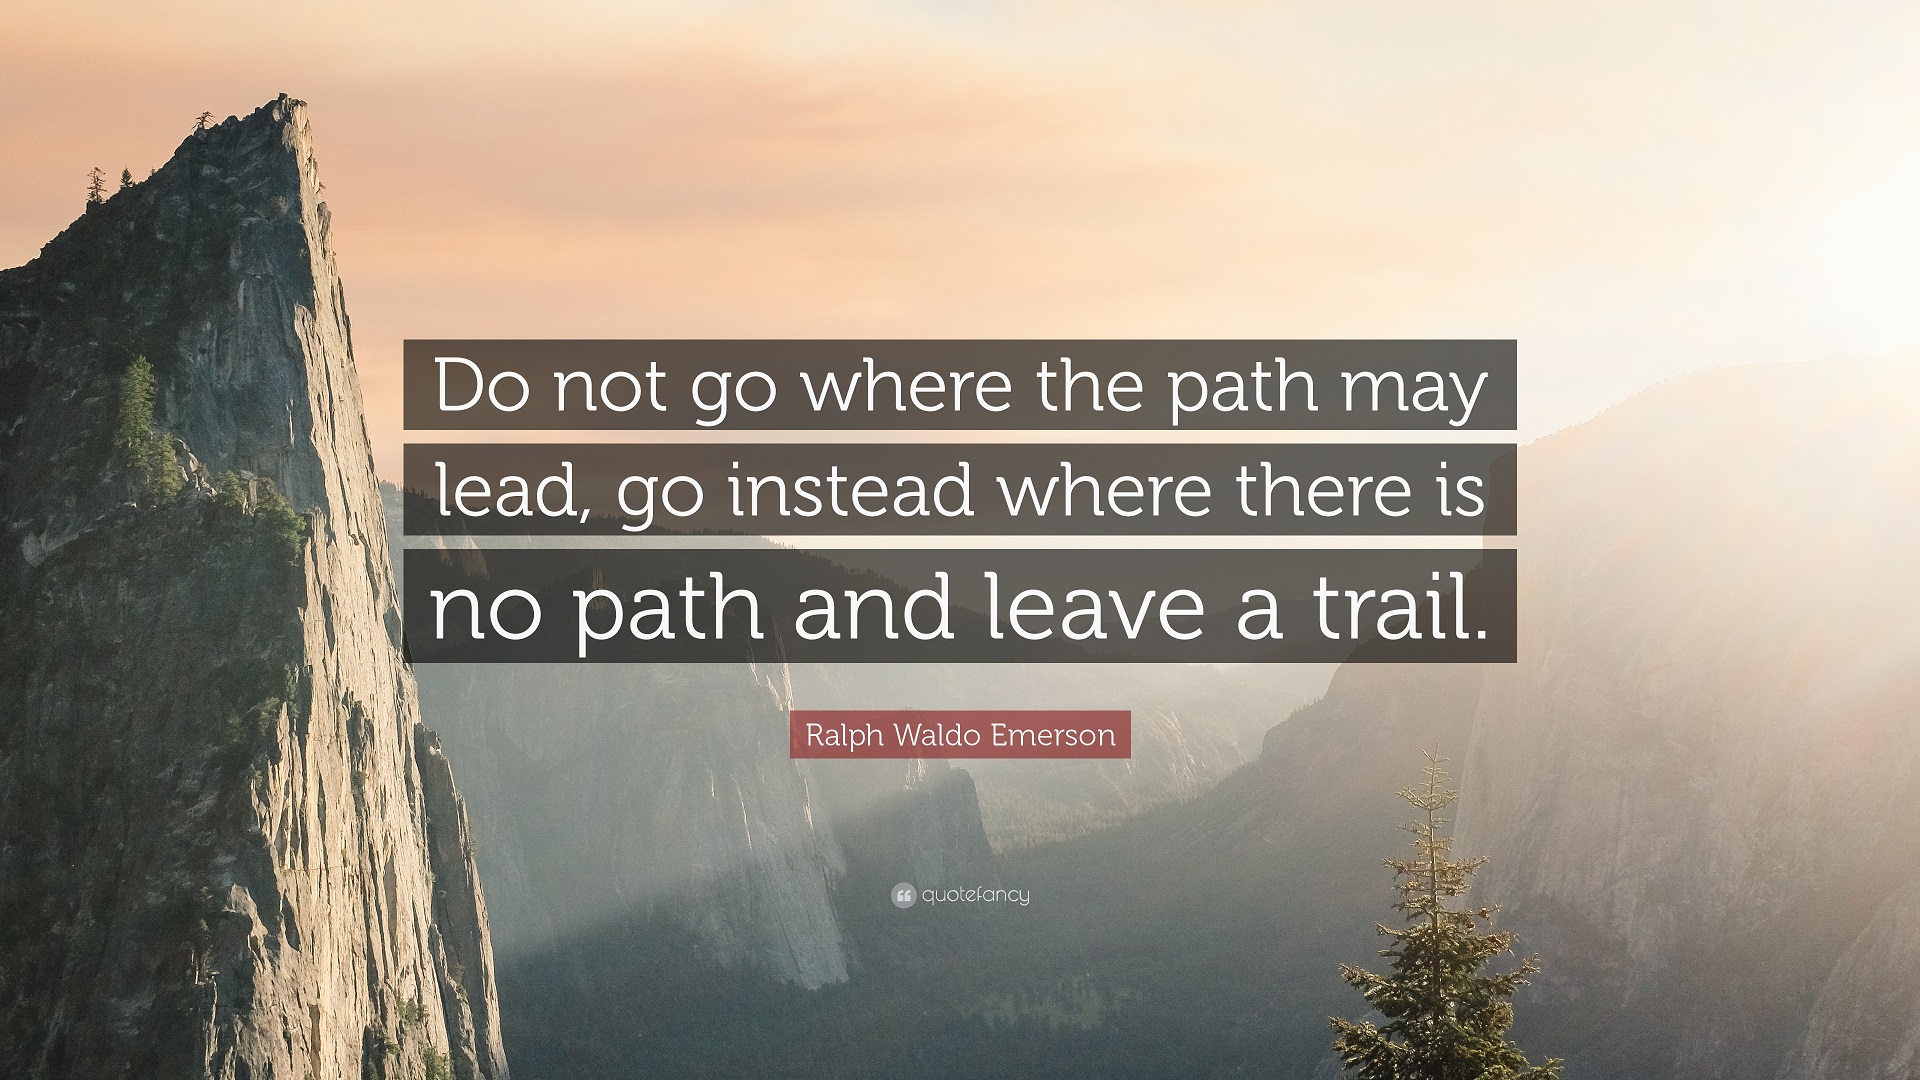 Do not go where the path may
lead, go instead where there is
no path and leave a trail.
Ralph Waldo Emerson
quotefancy